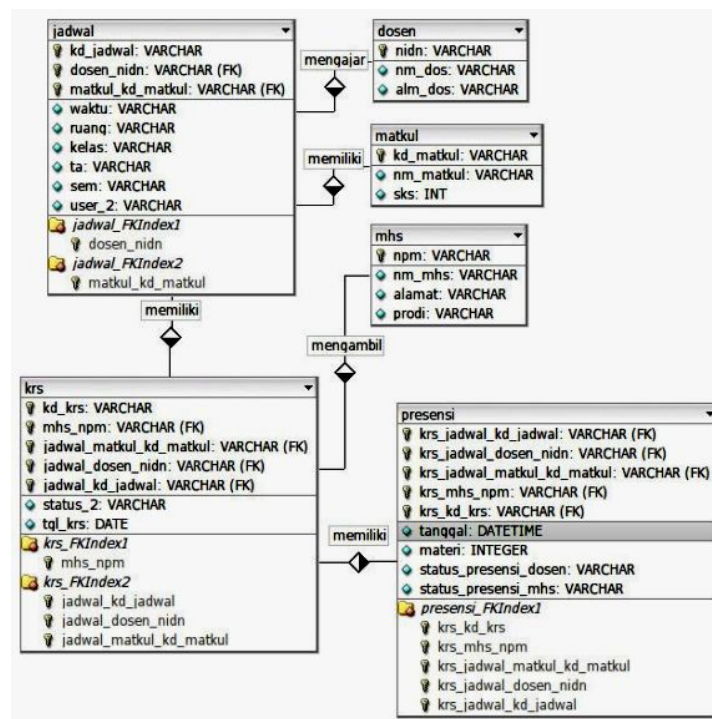 jadwal
kd_jadwal: VARCHAR
dosen_nidn: VARCHAR (FK)
matkul_kd_matkul: VARCHAR (FK)
waktu: VARCHAR
ruang: VARCHAR
kelas: VARCHAR
ta: VARCHAR
sem: VARCHAR
user_2: VARCHAR
jadwal_FKIndex1
dosen_nidn
jadwal_FKIndex2
matkul_kd_matkul
mengajar
dosen
nidn: VARCHAR
nm_dos: VARCHAR
alm_dos: VARCHAR
memiliki
matkul
kd_matkul: VARCHAR
nm_matkul: VARCHAR
sks: INT
mhs
npm: VARCHAR
nm_mhs: VARCHAR
alamat: VARCHAR
prodi: VARCHAR
memiliki
mengambil
krs
kd_krs: VARCHAR
mhs_npm: VARCHAR (FK)
jadwal_matkul_kd_matkul: VARCHAR (FK)
jadwal_dosen_nidn: VARCHAR (FK)
jadwal_kd_jadwal: VARCHAR (FK)
status_2: VARCHAR
tgl_krs: DATE
krs_FKIndex1
mhs_npm
krs_FKIndex2
jadwal_kd_jadwal
jadwal_dosen_nidn
jadwal_matkul_kd_matkul
memiliki
presensi
krs_jadwal_kd_jadwal: VARCHAR (FK)
krs_jadwal_dosen_nidn: VARCHAR (FK)
krs_jadwal_matkul_kd_matkul: VARCHAR (FK)
krs_mhs_npm: VARCHAR (FK)
krs_kd_krs: VARCHAR (FK)
tanggal: DATETIME
materi: INTEGER
status_presensi_dosen: VARCHAR
status_presensi_mhs: VARCHAR
presensi_FKIndex1
krs_kd_krs
krs_mhs_npm
krs_jadwal_matkul_kd_matkul
krs_jadwal_dosen_nidn
krs_jadwal_kd_jadwal